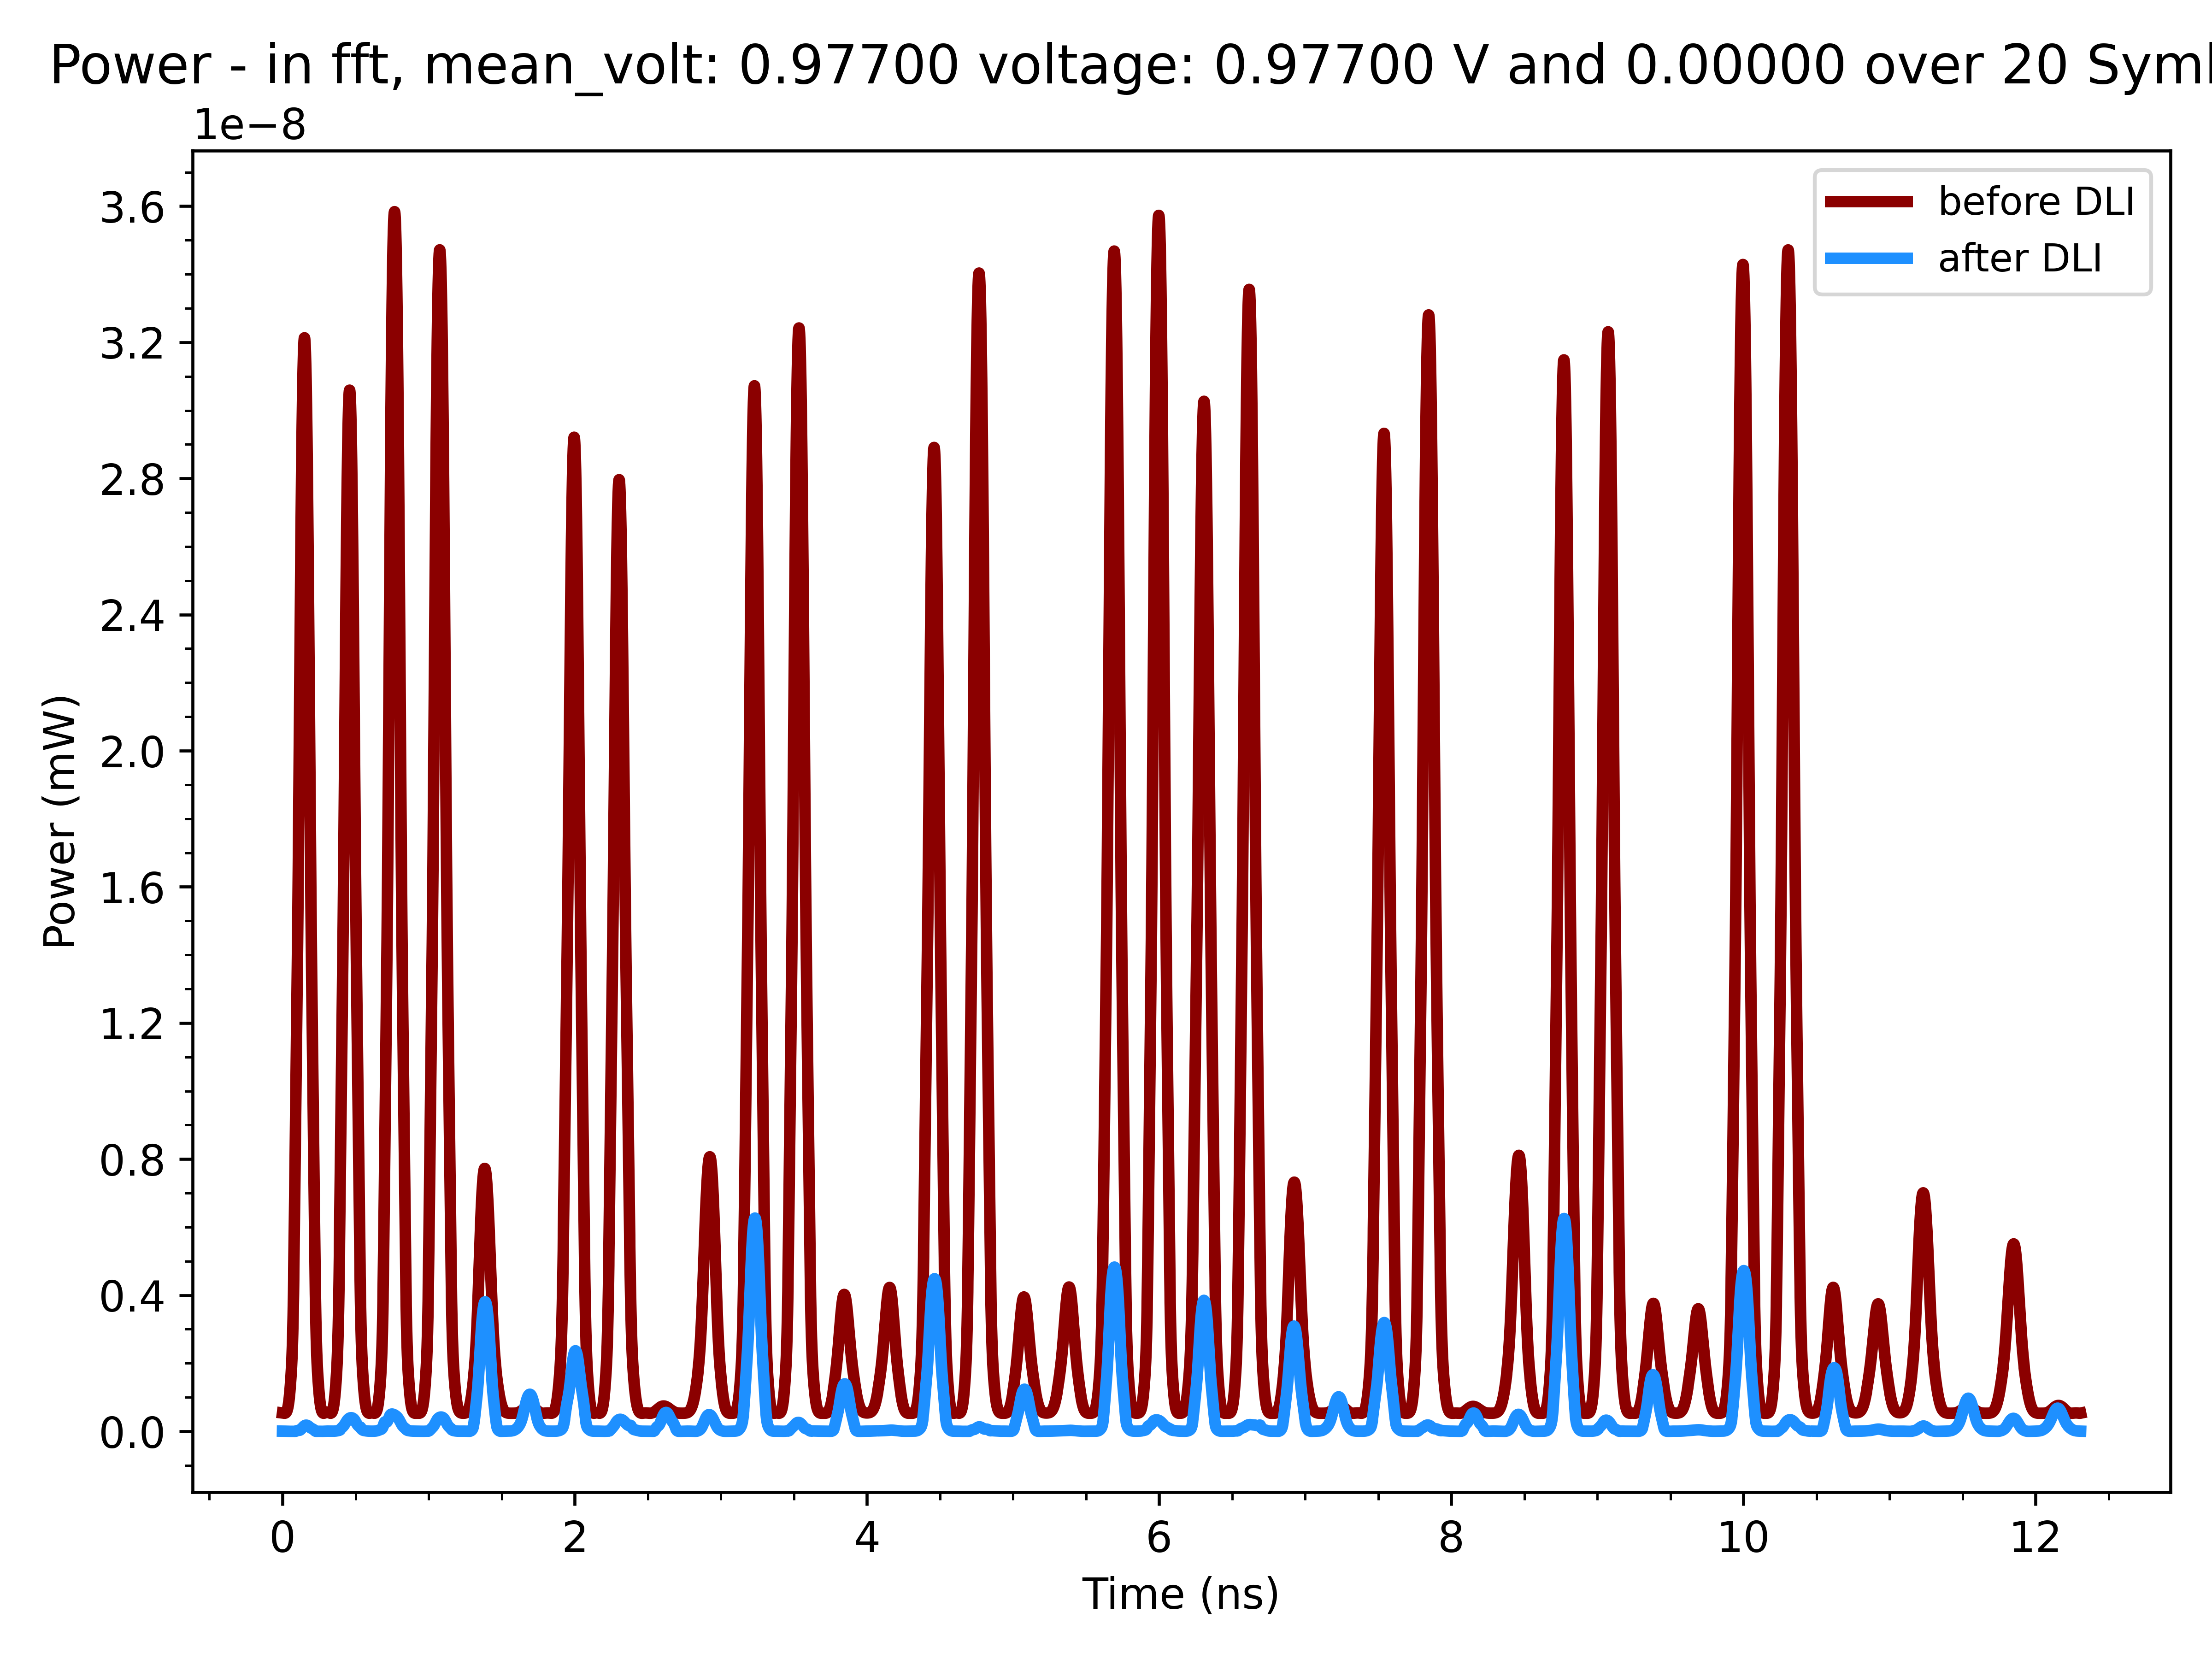 Power - in fft, mean_volt: 0.97700 voltage: 0.97700 V and 0.00000 over 20
1e−8
before DLI
after DLI
3.6
3.2
2.8
2.4
2.0
1.6
1.2
0.8
0.4
0.0
Power (mW)
0 2 4 6 8 10 12
Time (ns)